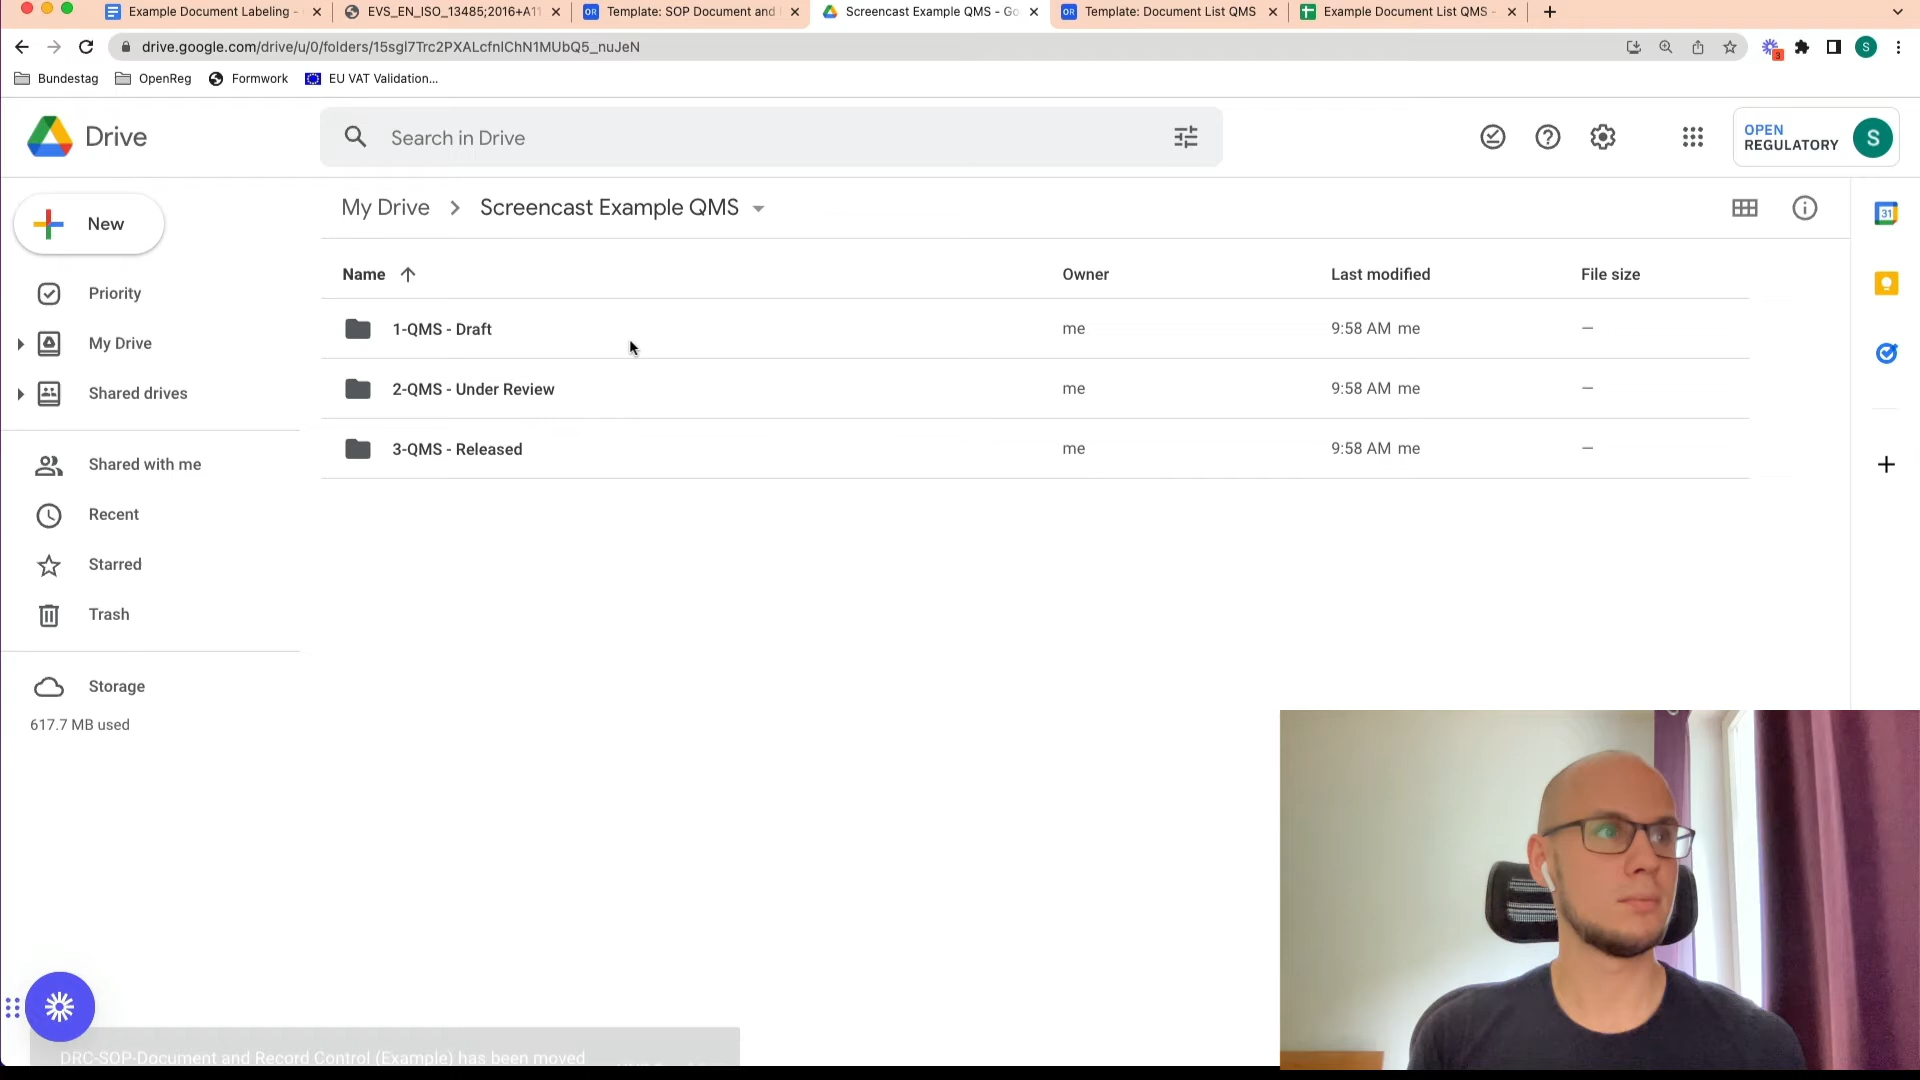 Example Document Labeling -
EVS_EN_ISO_13485;2016+A11
Template: SOP Document and
Screencast Example QMS - Go
Template: Document List QMS
Example Document List QMS -
drive.google.com/drive/u/0/folders/15sgl7Trc2PXALcfnlChN1MUbQ5_nuJeN
3
S
Bundestag
OpenReg
Formwork
EU VAT Validation...
Drive
Search in Drive
OPEN
REGULATORY
S
New
My Drive
Screencast Example QMS
31
Name
Owner
Last modified
File size
1-QMS - Draft
me
9:58 AM me
—
2-QMS - Under Review
me
9:58 AM me
—
3-QMS - Released
me
9:58 AM me
—
Priority
My Drive
Shared drives
Shared with me
Recent
Starred
Trash
Storage
617.7 MB used
DRC-SOP-Document and Record Control (Example) has been moved